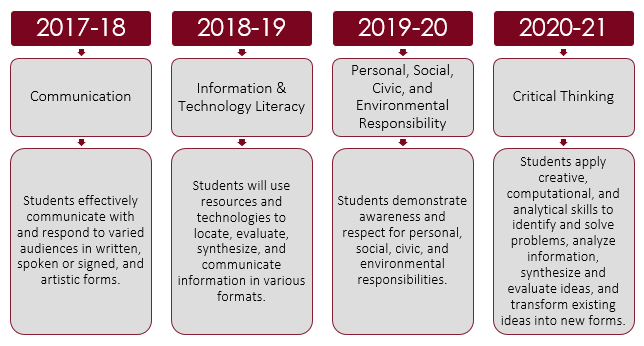 2017-18
Communication
Students effectively
communicate with
and respond to varied
audiences in written,
spoken or signed, and
artistic forms.
2018-19
Information &
Technology Literacy
Students will use
resources and
technologies to
locate, evaluate,
synthesize, and
communicate
information in various
formats.
2019-20
Personal, Social,
Civic, and
Environmental
Responsibility
Students demonstrate
awareness and
respect for personal,
social, civic, and
environmental
responsibilities.
2020-21
Critical Thinking
Students apply
creative,
computational, and
analytical skills to
identify and solve
problems, analyze
information,
synthesize and
evaluate ideas, and
transform existing
ideas into new forms.